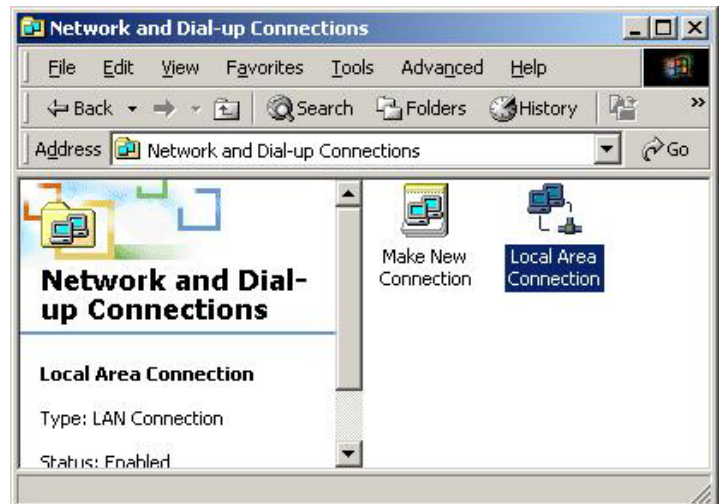 Network and Dial-up Connections
File Edit View Favorites Tools Advanced Help
Back Search Folders History »
Address Network and Dial-up Connections Go
Network and Dial-
up Connections
Local Area Connection
Type: LAN Connection
Status: Enabled
Make New
Connection
Local Area
Connection